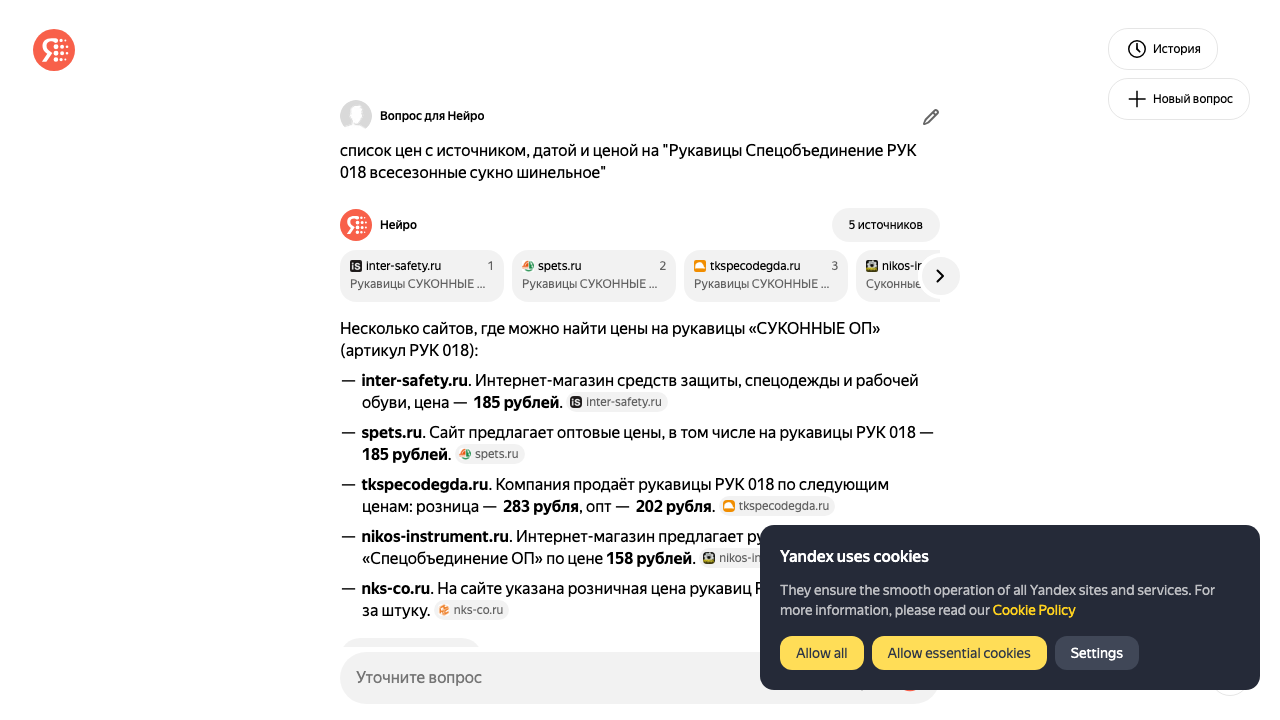 История
Новый вопрос
Вопрос для Нейро
список цен с источником, датой и ценой на "Рукавицы Спецобъединение РУК
018 всесезонные сукно шинельное"
Нейро
5 источников
inter-safety.ru 1
Рукавицы СУКОННЫЕ ...
spets.ru 2
Рукавицы СУКОННЫЕ ...
tkspecodegda.ru 3
Рукавицы СУКОННЫЕ ...
nikos-in
Суконные
Несколько сайтов, где можно найти цены на рукавицы «СУКОННЫЕ ОП»
(артикул РУК 018):
— inter-safety.ru. Интернет-магазин средств защиты, спецодежды и рабочей
обуви, цена — 185 рублей. inter-safety.ru
— spets.ru. Сайт предлагает оптовые цены, в том числе на рукавицы РУК 018 —
185 рублей. spets.ru
— tkspecodegda.ru. Компания продаёт рукавицы РУК 018 по следующим
ценам: розница — 283 рубля, опт — 202 рубля. tkspecodegda.ru
— nikos-instrument.ru. Интернет-магазин предлагает
«Спецобъединение ОП» по цене 158 рублей. nikos-in
— nks-co.ru. На сайте указана розничная цена рукавиц
за штуку. nks-co.ru
Уточните вопрос
Yandex uses cookies
They ensure the smooth operation of all Yandex sites and services. For
more information, please read our Cookie Policy
Allow all
Allow essential cookies
Settings